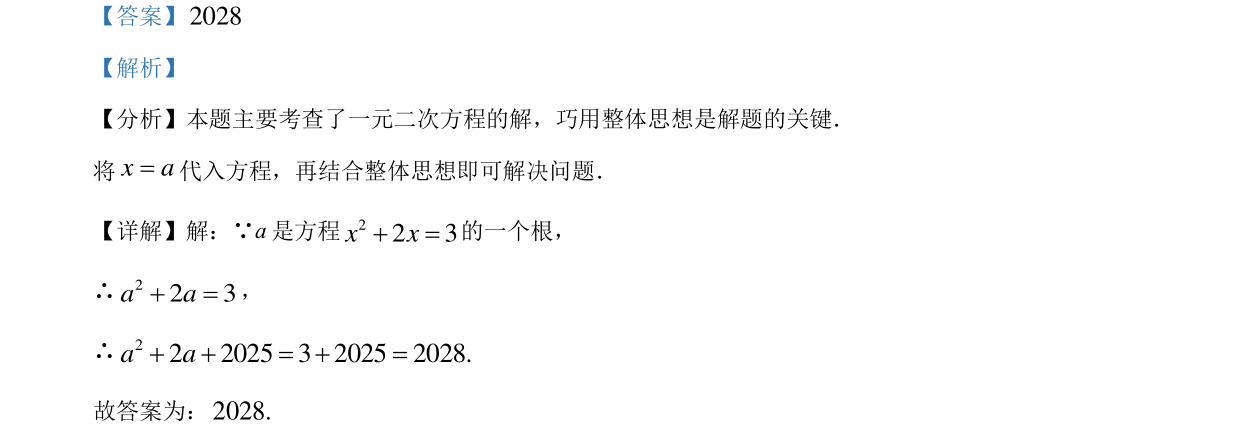 【答案】2028
【解析】
【分析】本题主要考查了一元二次方程的解，巧用整体思想是解题的关键．
将 x = a 代入方程，再结合整体思想即可解决问题．
【详解】解：∵a 是方程 x² + 2x = 3 的一个根，
∴ a² + 2a = 3，
∴ a² + 2a + 2025 = 3 + 2025 = 2028.
故答案为：2028.